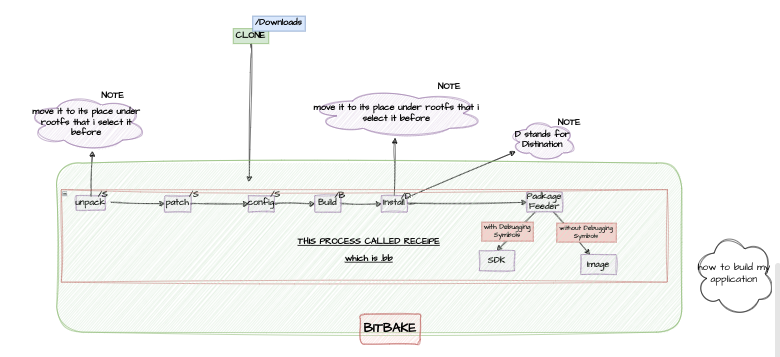 /Downloads
CLONE
NOTE
move it to its place under
rootfs that i select it
before
NOTE
move it to its place under rootfs that i
select it before
NOTE
D stands for
Distination
/S
/S
/S
/B
/D
unpack
patch
config
Build
Install
Padkage
Feeder
with Debugging
Symbols
without Debugging
Symbols
SDK
Image
THIS PROCESS CALLED RECEIPE
which is .bb
how to build my
application
BITBAKE